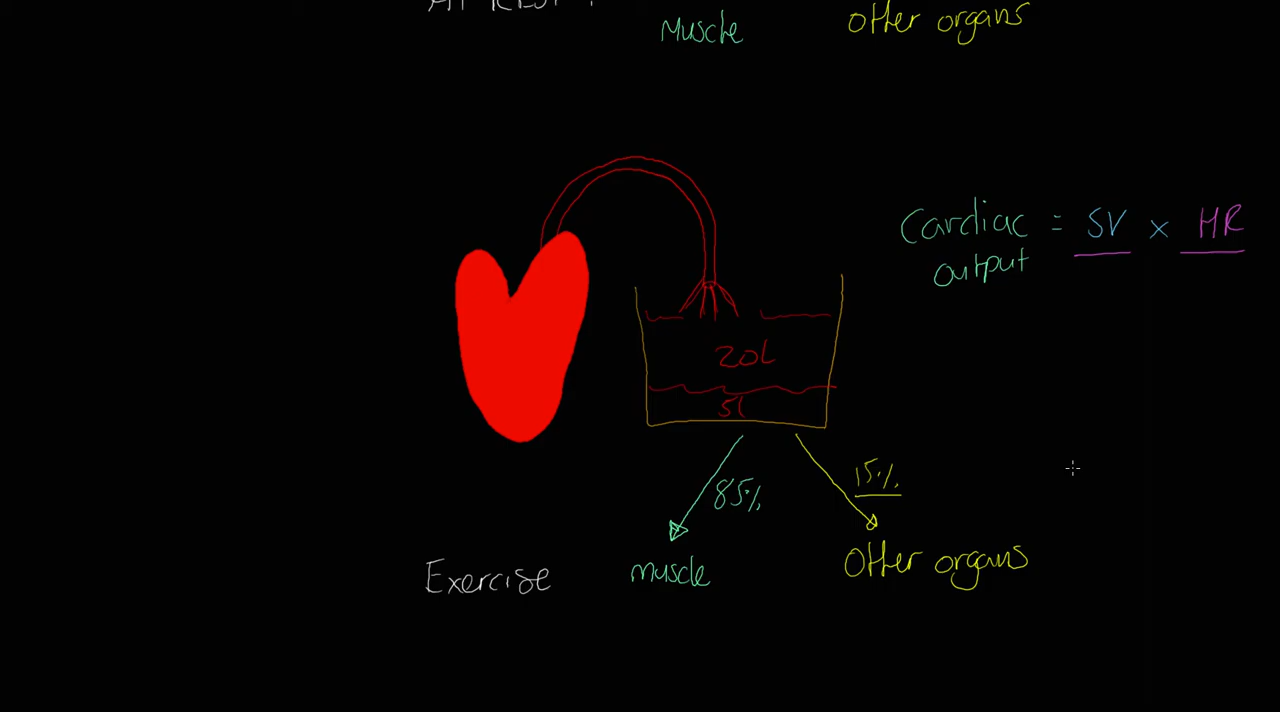 Muscle
Other organs
Cardiac = SV x HR
output
20L
5L
85%
15%
Exercise
muscle
Other organs